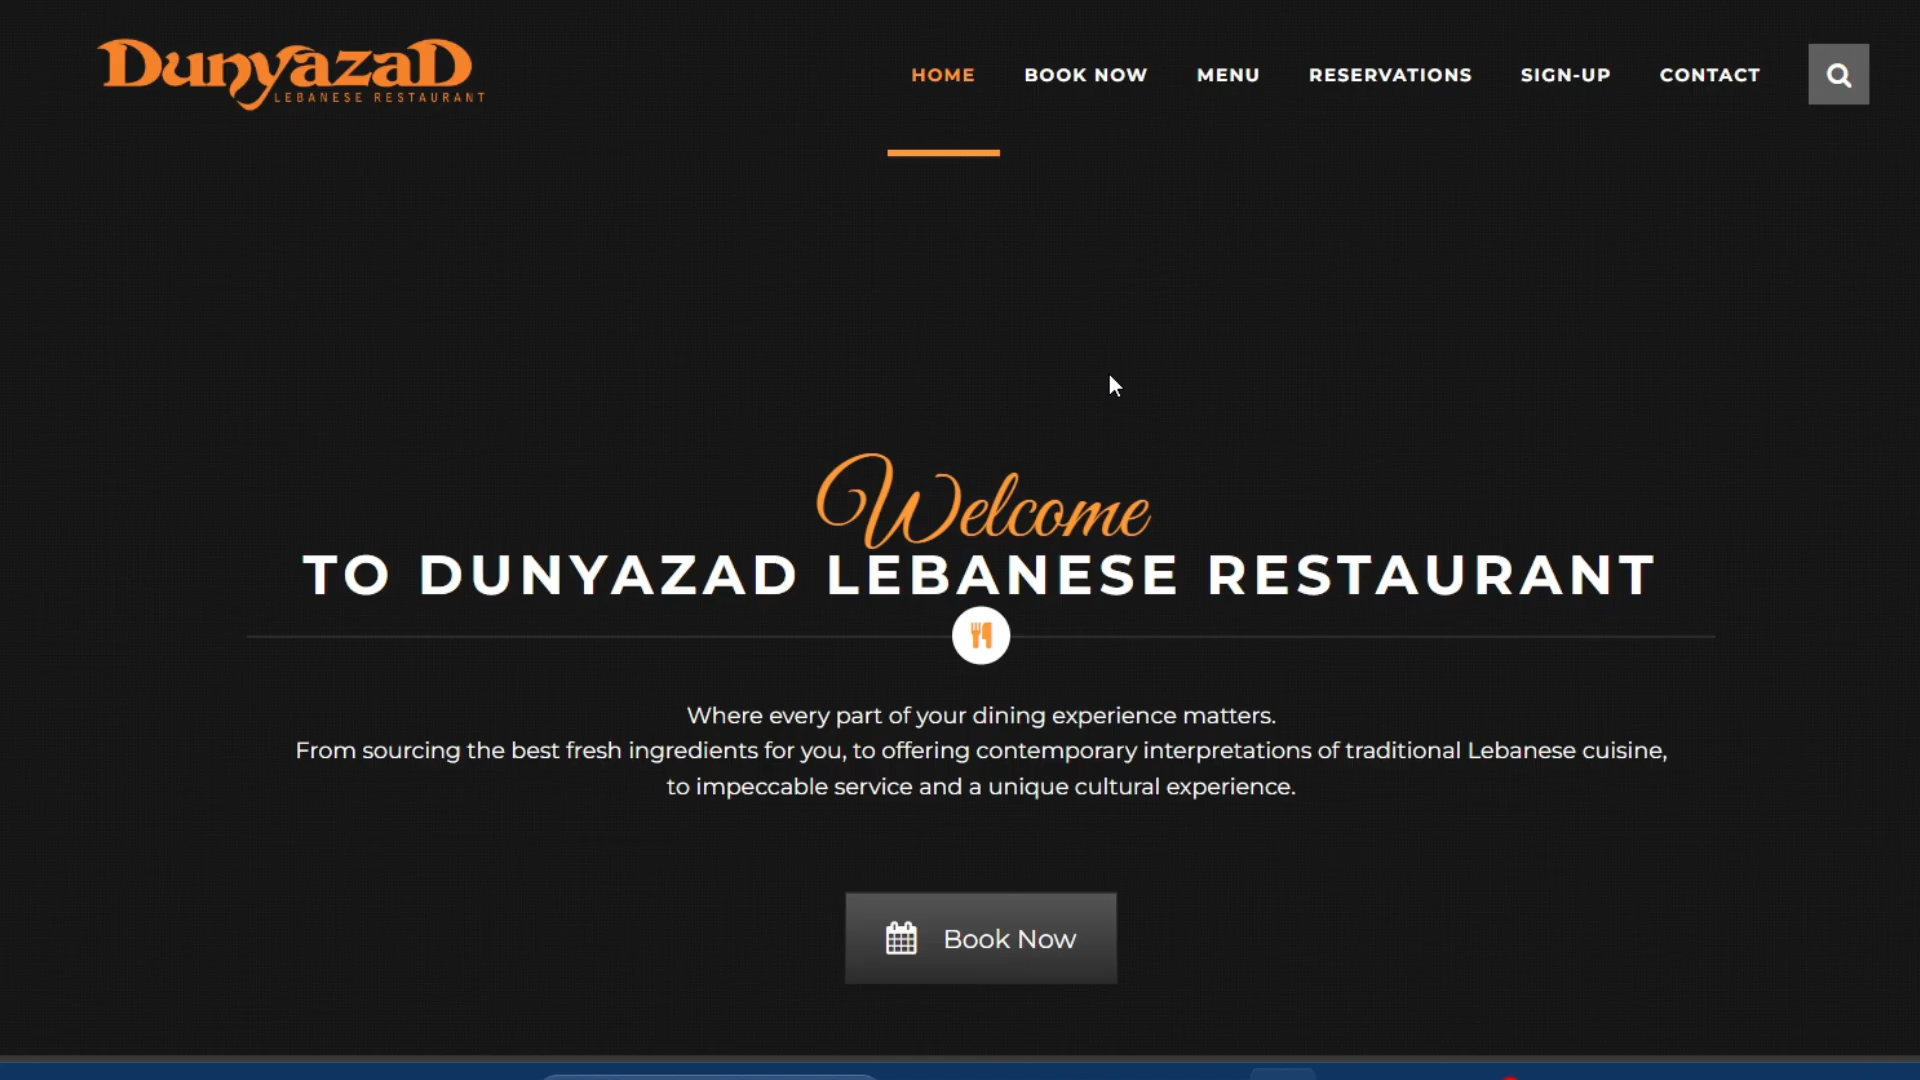 DunyazaD
LEBANESE RESTAURANT
HOME BOOK NOW MENU RESERVATIONS SIGN-UP CONTACT
Welcome
TO DUNYAZAD LEBANESE RESTAURANT
Where every part of your dining experience matters.
From sourcing the best fresh ingredients for you, to offering contemporary interpretations of traditional Lebanese cuisine,
to impeccable service and a unique cultural experience.
Book Now